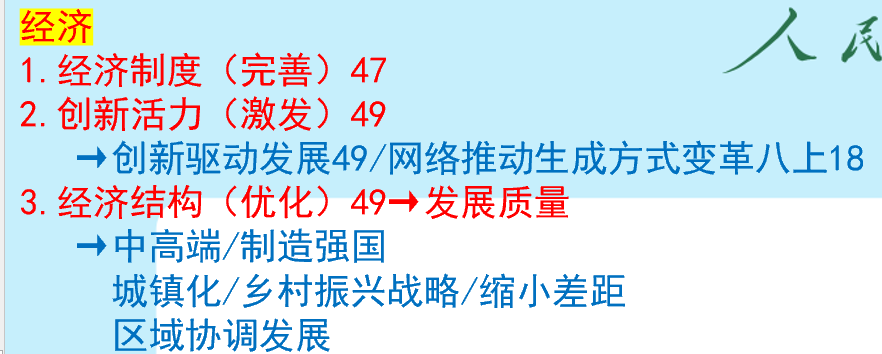 经济
人民
1.经济制度（完善）47
2.创新活力（激发）49
→创新驱动发展49/网络推动生成方式变革八上18
3.经济结构（优化）49→发展质量
→中高端/制造强国
城镇化/乡村振兴战略/缩小差距
区域协调发展